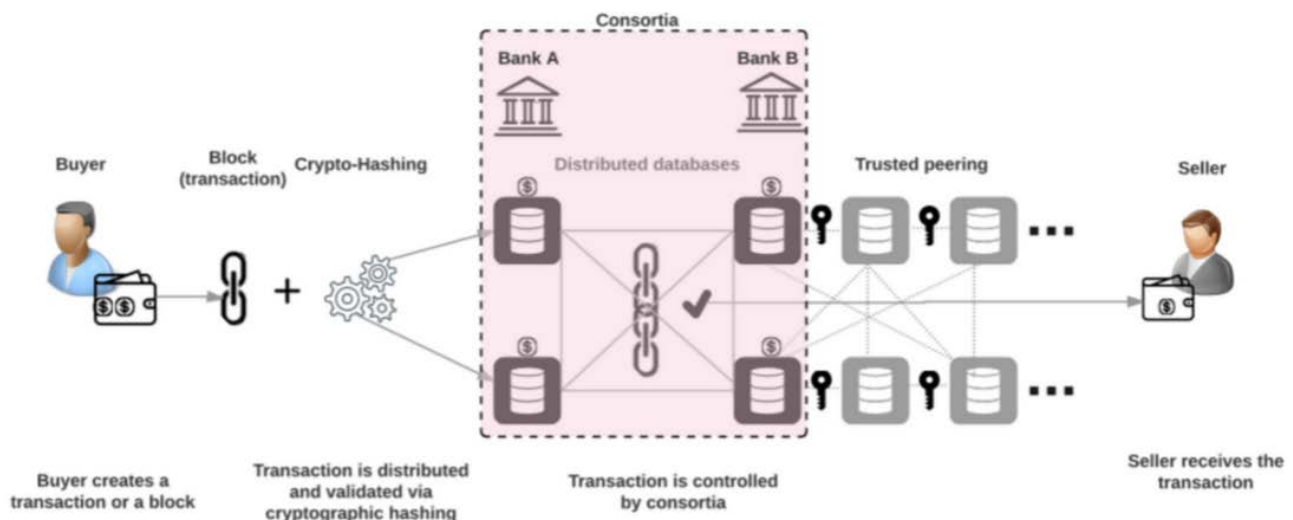 Consortia
Bank A
Bank B
Buyer
Block
(transaction)
Crypto-Hashing
Distributed databases
Trusted peering
Seller
$
$
$ $
$
$
$
Buyer creates a
transaction or a block
Transaction is distributed
and validated via
cryptographic hashing
Transaction is controlled
by consortia
Seller receives the
transaction